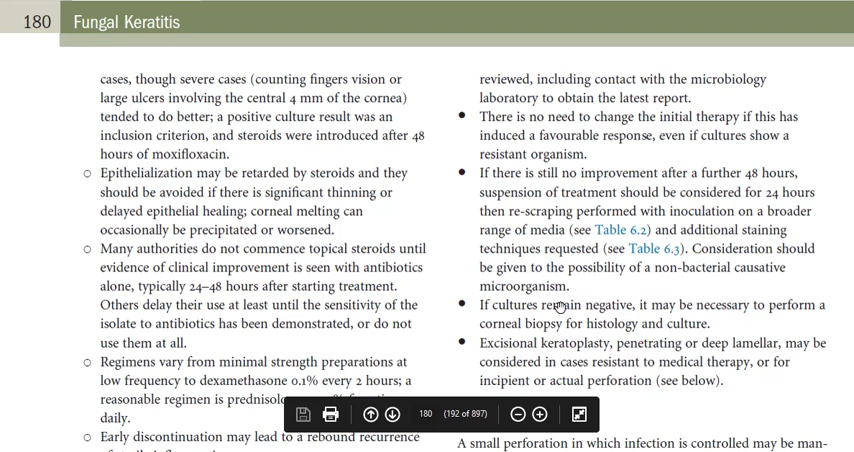 180 Fungal Keratitis
cases, though severe cases (counting fingers vision or
large ulcers involving the central 4 mm of the cornea)
tended to do better; a positive culture result was an
inclusion criterion, and steroids were introduced after 48
hours of moxifloxacin.
○ Epithelialization may be retarded by steroids and they
should be avoided if there is significant thinning or
delayed epithelial healing; corneal melting can
occasionally be precipitated or worsened.
○ Many authorities do not commence topical steroids until
evidence of clinical improvement is seen with antibiotics
alone, typically 24–48 hours after starting treatment.
Others delay their use at least until the sensitivity of the
isolate to antibiotics has been demonstrated, or do not
use them at all.
○ Regimens vary from minimal strength preparations at
low frequency to dexamethasone 0.1% every 2 hours; a
reasonable regimen is
daily.
○ Early discontinuation may lead to a rebound recurrence
reviewed, including contact with the microbiology
laboratory to obtain the latest report.
● There is no need to change the initial therapy if this has
induced a favourable response, even if cultures show a
resistant organism.
● If there is still no improvement after a further 48 hours,
suspension of treatment should be considered for 24 hours
then re-scraping performed with inoculation on a broader
range of media (see Table 6.2) and additional staining
techniques requested (see Table 6.3). Consideration should
be given to the possibility of a non-bacterial causative
microorganism.
● If cultures remain negative, it may be necessary to perform a
corneal biopsy for histology and culture.
● Excisional keratoplasty, penetrating or deep lamellar, may be
considered in cases resistant to medical therapy, or for
incipient or actual perforation (see below).
A small perforation in which infection is controlled may be man-
180 (192 of 897)